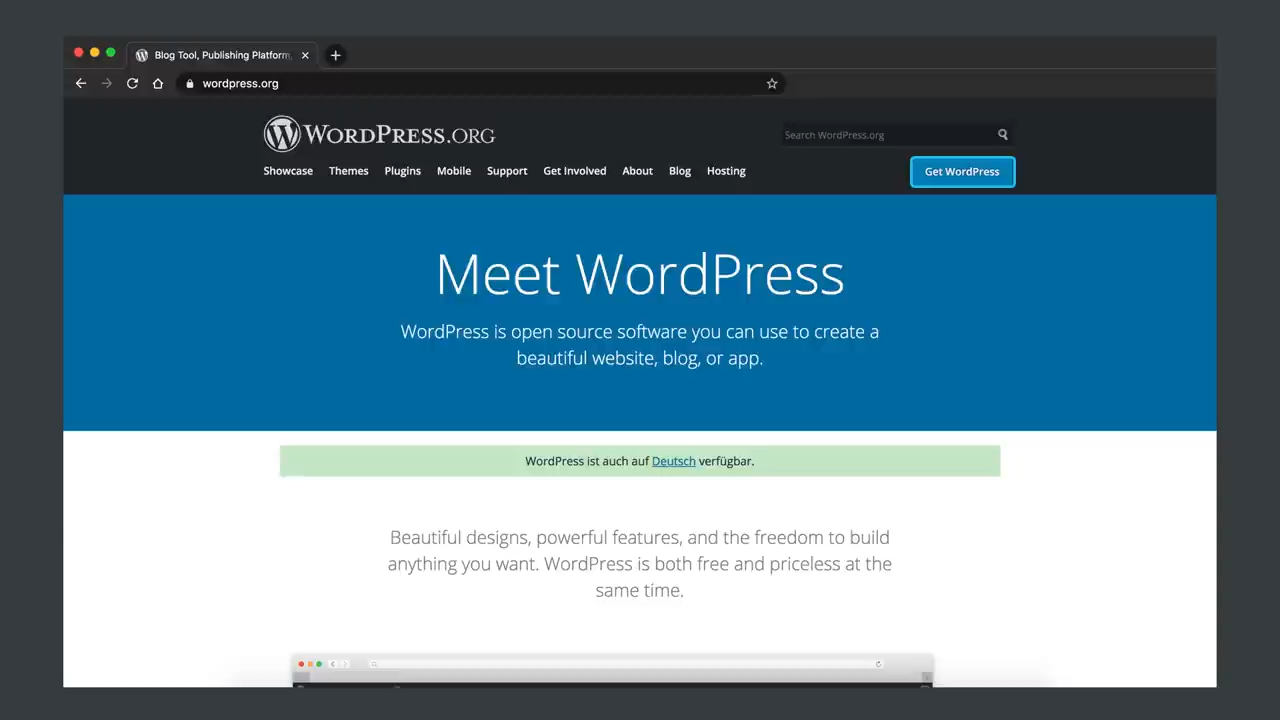 Blog Tool, Publishing Platform,
wordpress.org
WORDPRESS.ORG
Search WordPress.org
Showcase Themes Plugins Mobile Support Get Involved About Blog Hosting
Get WordPress
Meet WordPress
WordPress is open source software you can use to create a
beautiful website, blog, or app.
WordPress ist auch auf Deutsch verfügbar.
Beautiful designs, powerful features, and the freedom to build
anything you want. WordPress is both free and priceless at the
same time.